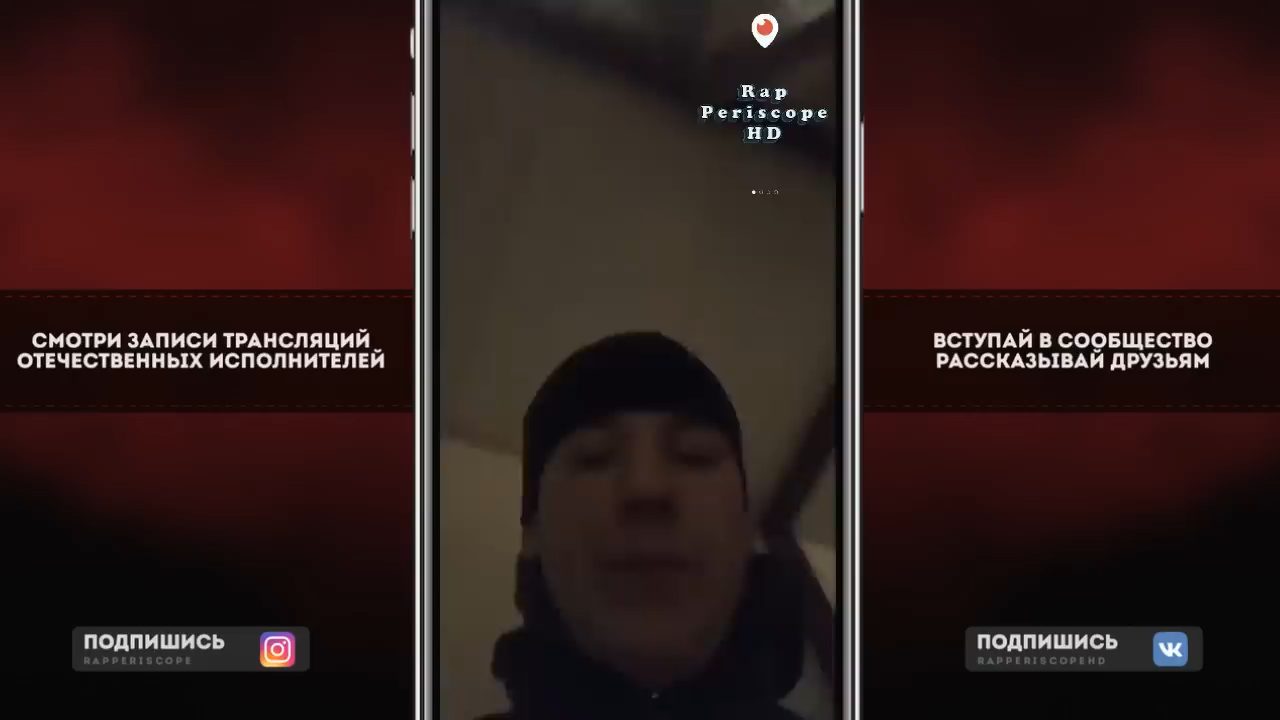 Rap
Periscope
HD
СМОТРИ ЗАПИСИ ТРАНСЛЯЦИЙ
ОТЕЧЕСТВЕННЫХ ИСПОЛНИТЕЛЕЙ
ВСТУПАЙ В СООБЩЕСТВО
РАССКАЗЫВАЙ ДРУЗЬЯМ
ПОДПИШИСЬ
RAPPERISCOPE
ПОДПИШИСЬ
RAPPERISCOPEHD